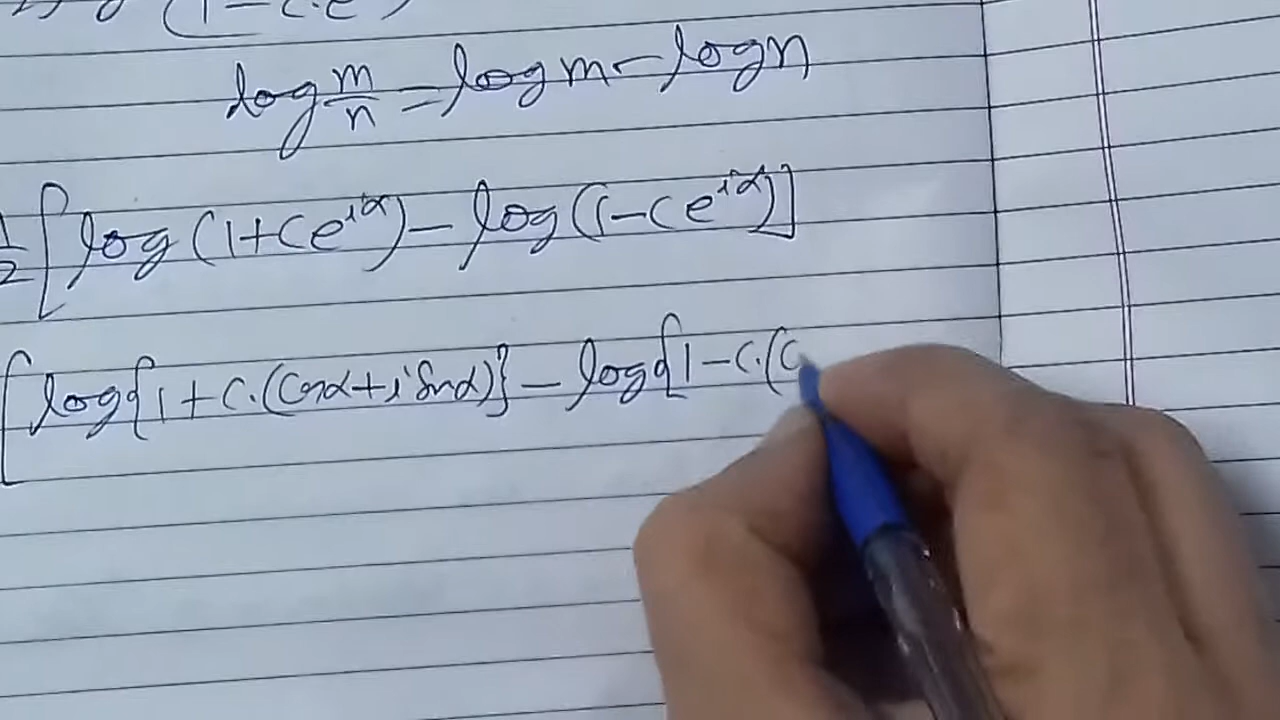 (1-c.e
log m/n = log m - log n
1/2 [log (1+ce^{iα}) - log (1-ce^{iα})]
[log{1+c.(cosα+i sinα)} - log{1-c.(c